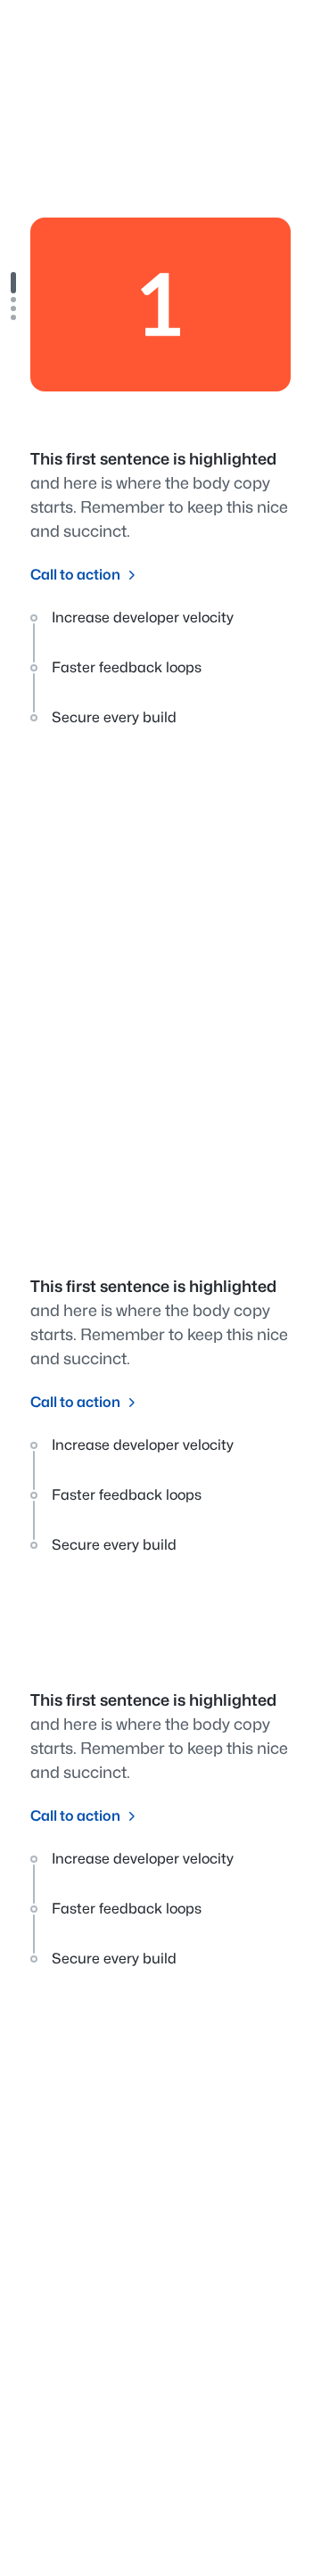 1
This first sentence is highlighted
and here is where the body copy
starts. Remember to keep this nice
and succinct.
Call to action
Increase developer velocity
Faster feedback loops
Secure every build
This first sentence is highlighted
and here is where the body copy
starts. Remember to keep this nice
and succinct.
Call to action
Increase developer velocity
Faster feedback loops
Secure every build
This first sentence is highlighted
and here is where the body copy
starts. Remember to keep this nice
and succinct.
Call to action
Increase developer velocity
Faster feedback loops
Secure every build